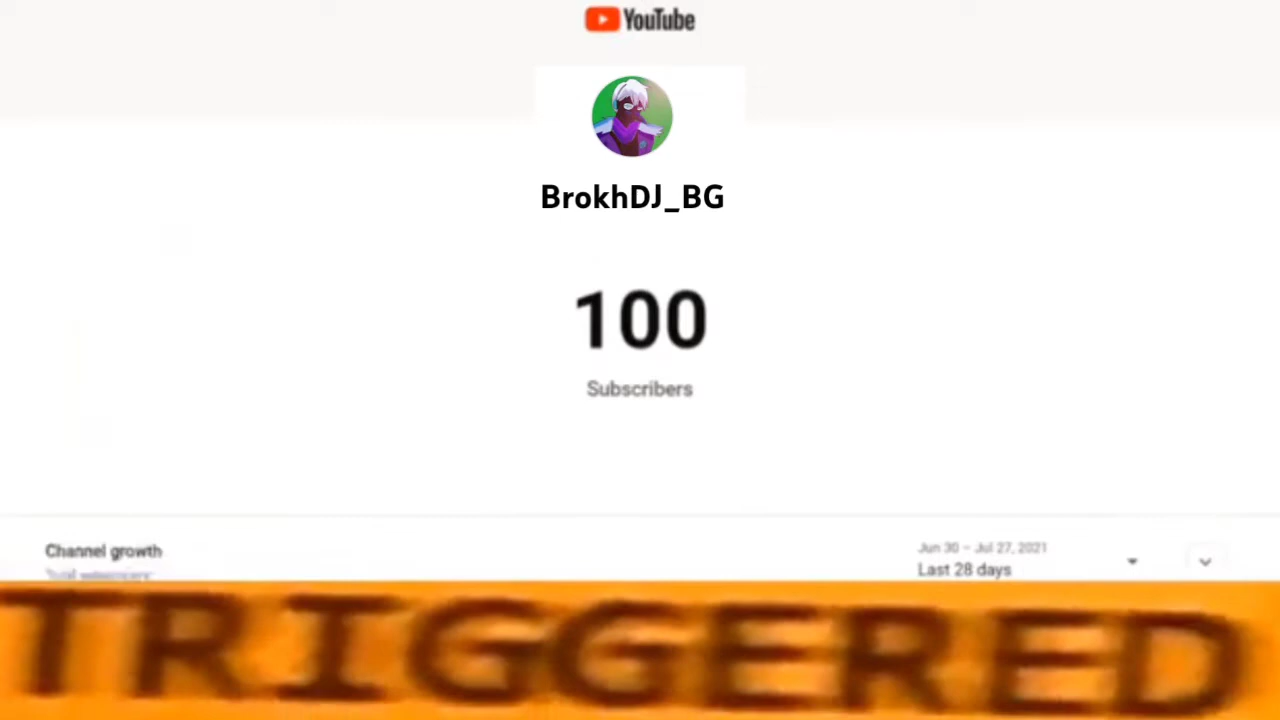 YouTube
BrokhDJ_BG
100
Subscribers
Channel growth
Jun 30 – Jul 27, 2021
Last 28 days
TRIGGERED